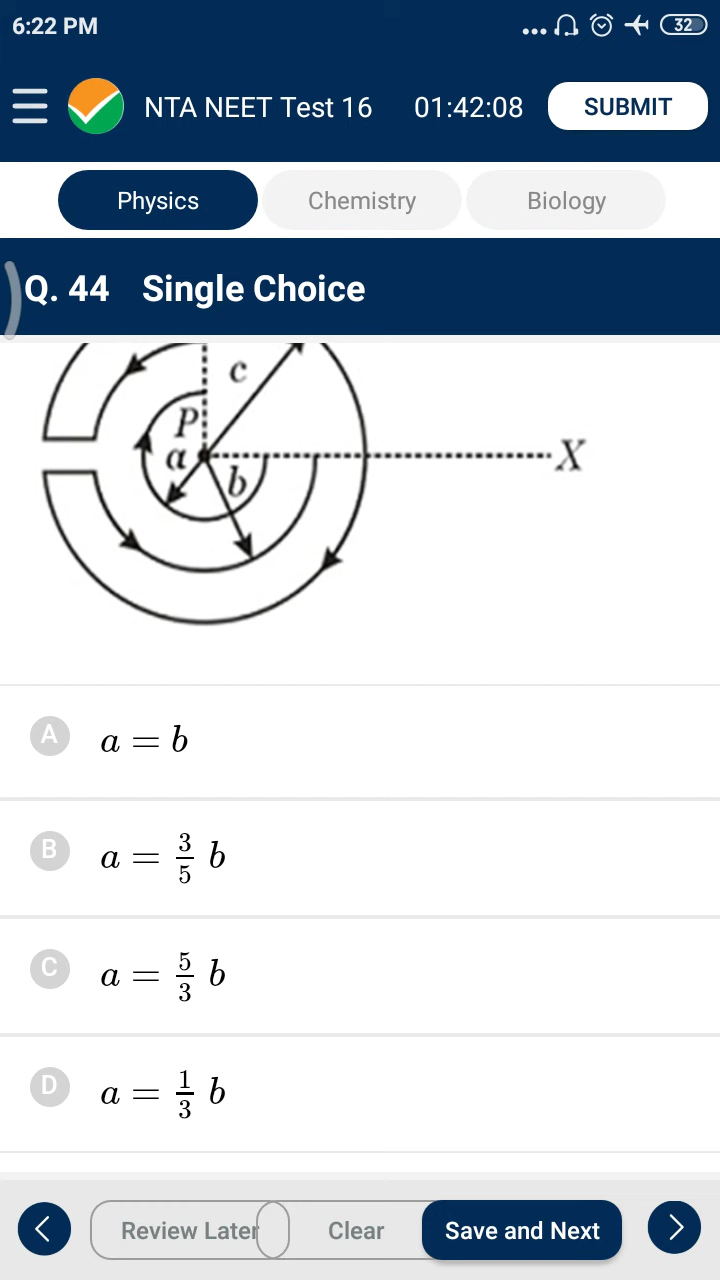 6:22 PM
32
NTA NEET Test 16 01:42:08 SUBMIT
Physics Chemistry Biology
Q. 44 Single Choice
c
P
a
b
X
A a = b
B a = 3/5 b
C a = 5/3 b
D a = 1/3 b
Review Later Clear Save and Next